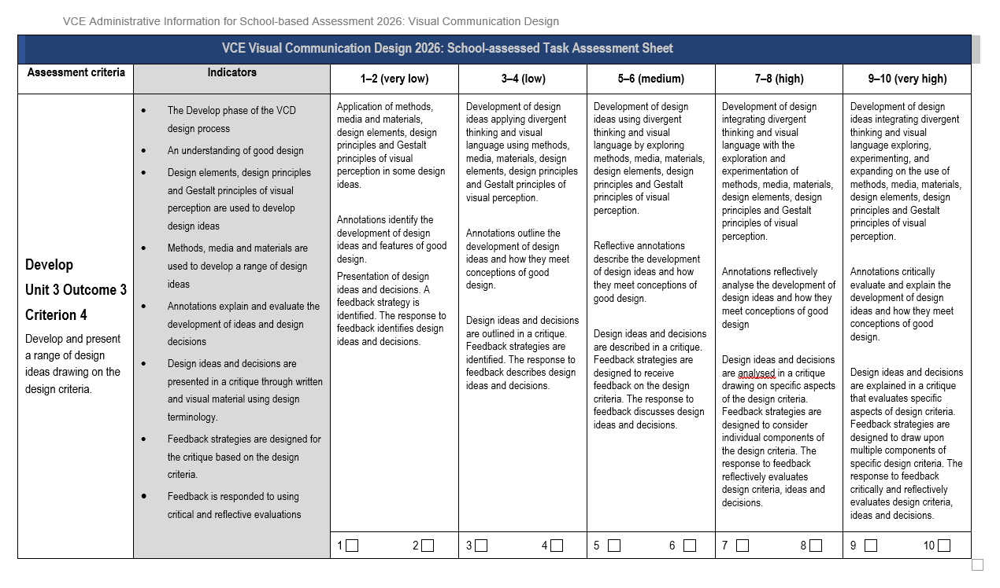 VCE Administrative Information for School-based Assessment 2026: Visual Communication Design
VCE Visual Communication Design 2026: School-assessed Task Assessment Sheet
Assessment criteria
Indicators
1–2 (very low)
3–4 (low)
5–6 (medium)
7–8 (high)
9–10 (very high)
Develop
Unit 3 Outcome 3
Criterion 4
Develop and present
a range of design
ideas drawing on the
design criteria.
• The Develop phase of the VCD
design process
• An understanding of good design
• Design elements, design principles
and Gestalt principles of visual
perception are used to develop
design ideas
• Methods, media and materials are
used to develop a range of design
ideas
• Annotations explain and evaluate the
development of ideas and design
decisions
• Design ideas and decisions are
presented in a critique through written
and visual material using design
terminology.
• Feedback strategies are designed for
the critique based on the design
criteria.
• Feedback is responded to using
critical and reflective evaluations
Application of methods,
media and materials,
design elements, design
principles and Gestalt
principles of visual
perception in some design
ideas.
Annotations identify the
development of design
ideas and features of good
design.
Presentation of design
ideas and decisions. A
feedback strategy is
identified. The response to
feedback identifies design
ideas and decisions.
1
2
Development of design
ideas applying divergent
thinking and visual
language using methods,
media, materials, design
elements, design principles
and Gestalt principles of
visual perception.
Annotations outline the
development of design
ideas and how they meet
conceptions of good
design.
Design ideas and decisions
are outlined in a critique.
Feedback strategies are
identified. The response to
feedback describes design
ideas and decisions.
3
4
Development of design
ideas using divergent
thinking and visual
language by exploring
methods, media, materials,
design elements, design
principles and Gestalt
principles of visual
perception.
Reflective annotations
describe the development
of design ideas and how
they meet conceptions of
good design.
Design ideas and decisions
are described in a critique.
Feedback strategies are
designed to receive
feedback on the design
criteria. The response to
feedback discusses design
ideas and decisions.
5
6
Development of design
integrating divergent
thinking and visual
language with the
exploration and
experimentation of
methods, media, materials,
design elements, design
principles and Gestalt
principles of visual
perception.
Annotations reflectively
analyse the development of
design ideas and how they
meet conceptions of good
design
Design ideas and decisions
are analysed in a critique
drawing on specific aspects
of the design criteria.
Feedback strategies are
designed to consider
individual components of
the design criteria. The
response to feedback
reflectively evaluates
design criteria, ideas and
decisions.
7
8
Development of design
ideas integrating divergent
thinking and visual
language exploring,
experimenting, and
expanding on the use of
methods, media, materials,
design elements, design
principles and Gestalt
principles of visual
perception.
Annotations critically
evaluate and explain the
development of design
ideas and how they meet
conceptions of good
design.
Design ideas and decisions
are explained in a critique
that evaluates specific
aspects of design criteria.
Feedback strategies are
designed to draw upon
multiple components of
specific design criteria. The
response to feedback
critically and reflectively
evaluates design criteria,
ideas and decisions.
9
10